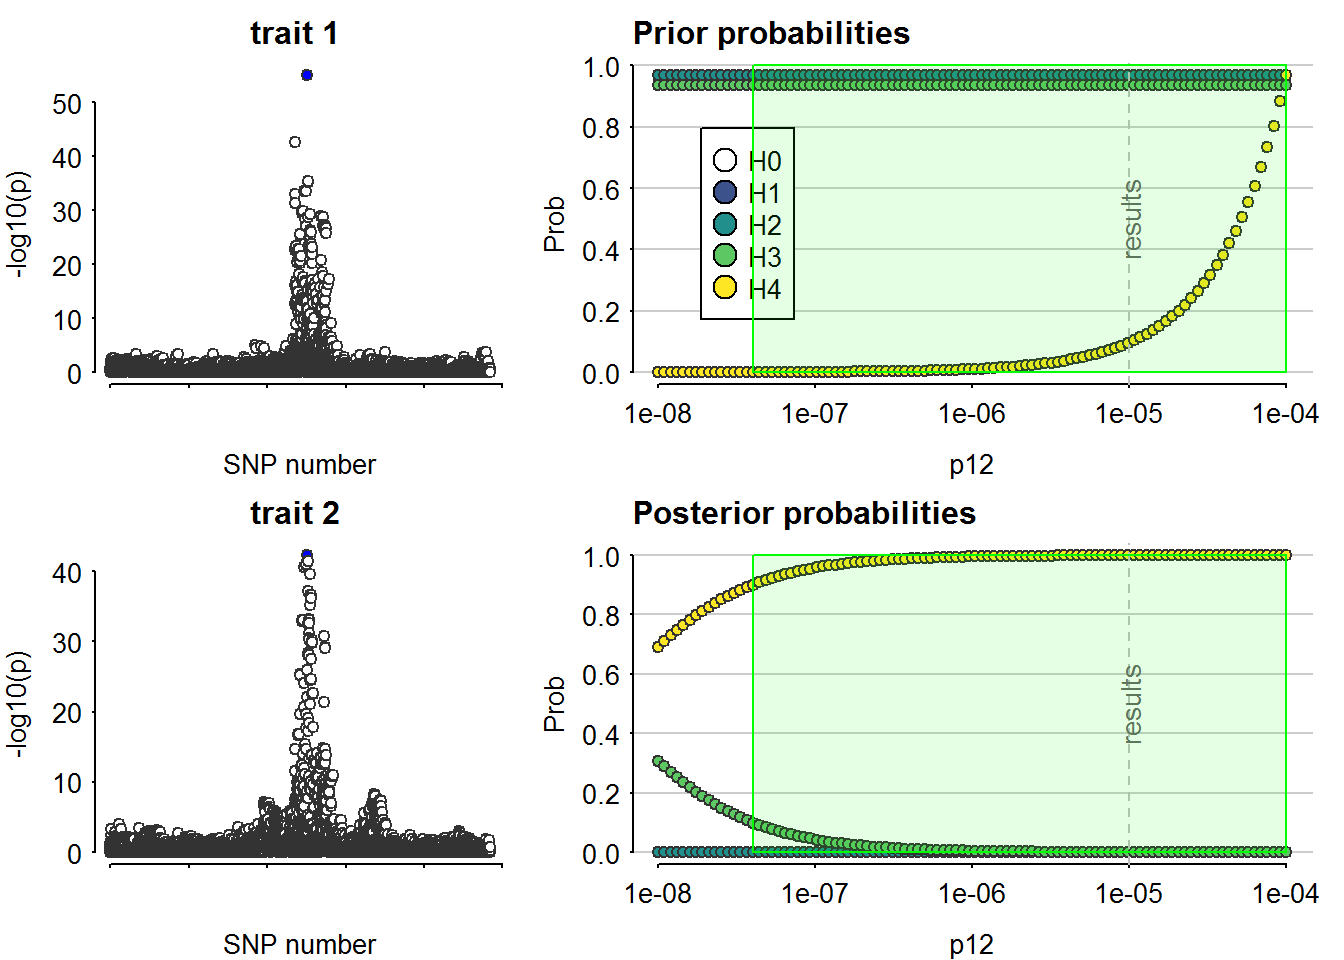 trait 1
50
40
30
20
10
0
-log10(p)
SNP number
Prior probabilities
1.0
0.8
0.6
0.4
0.2
0.0
Prob
H0
H1
H2
H3
H4
results
1e-08 1e-07 1e-06 1e-05 1e-04
p12
trait 2
40
30
20
10
0
-log10(p)
SNP number
Posterior probabilities
1.0
0.8
0.6
0.4
0.2
0.0
Prob
results
1e-08 1e-07 1e-06 1e-05 1e-04
p12